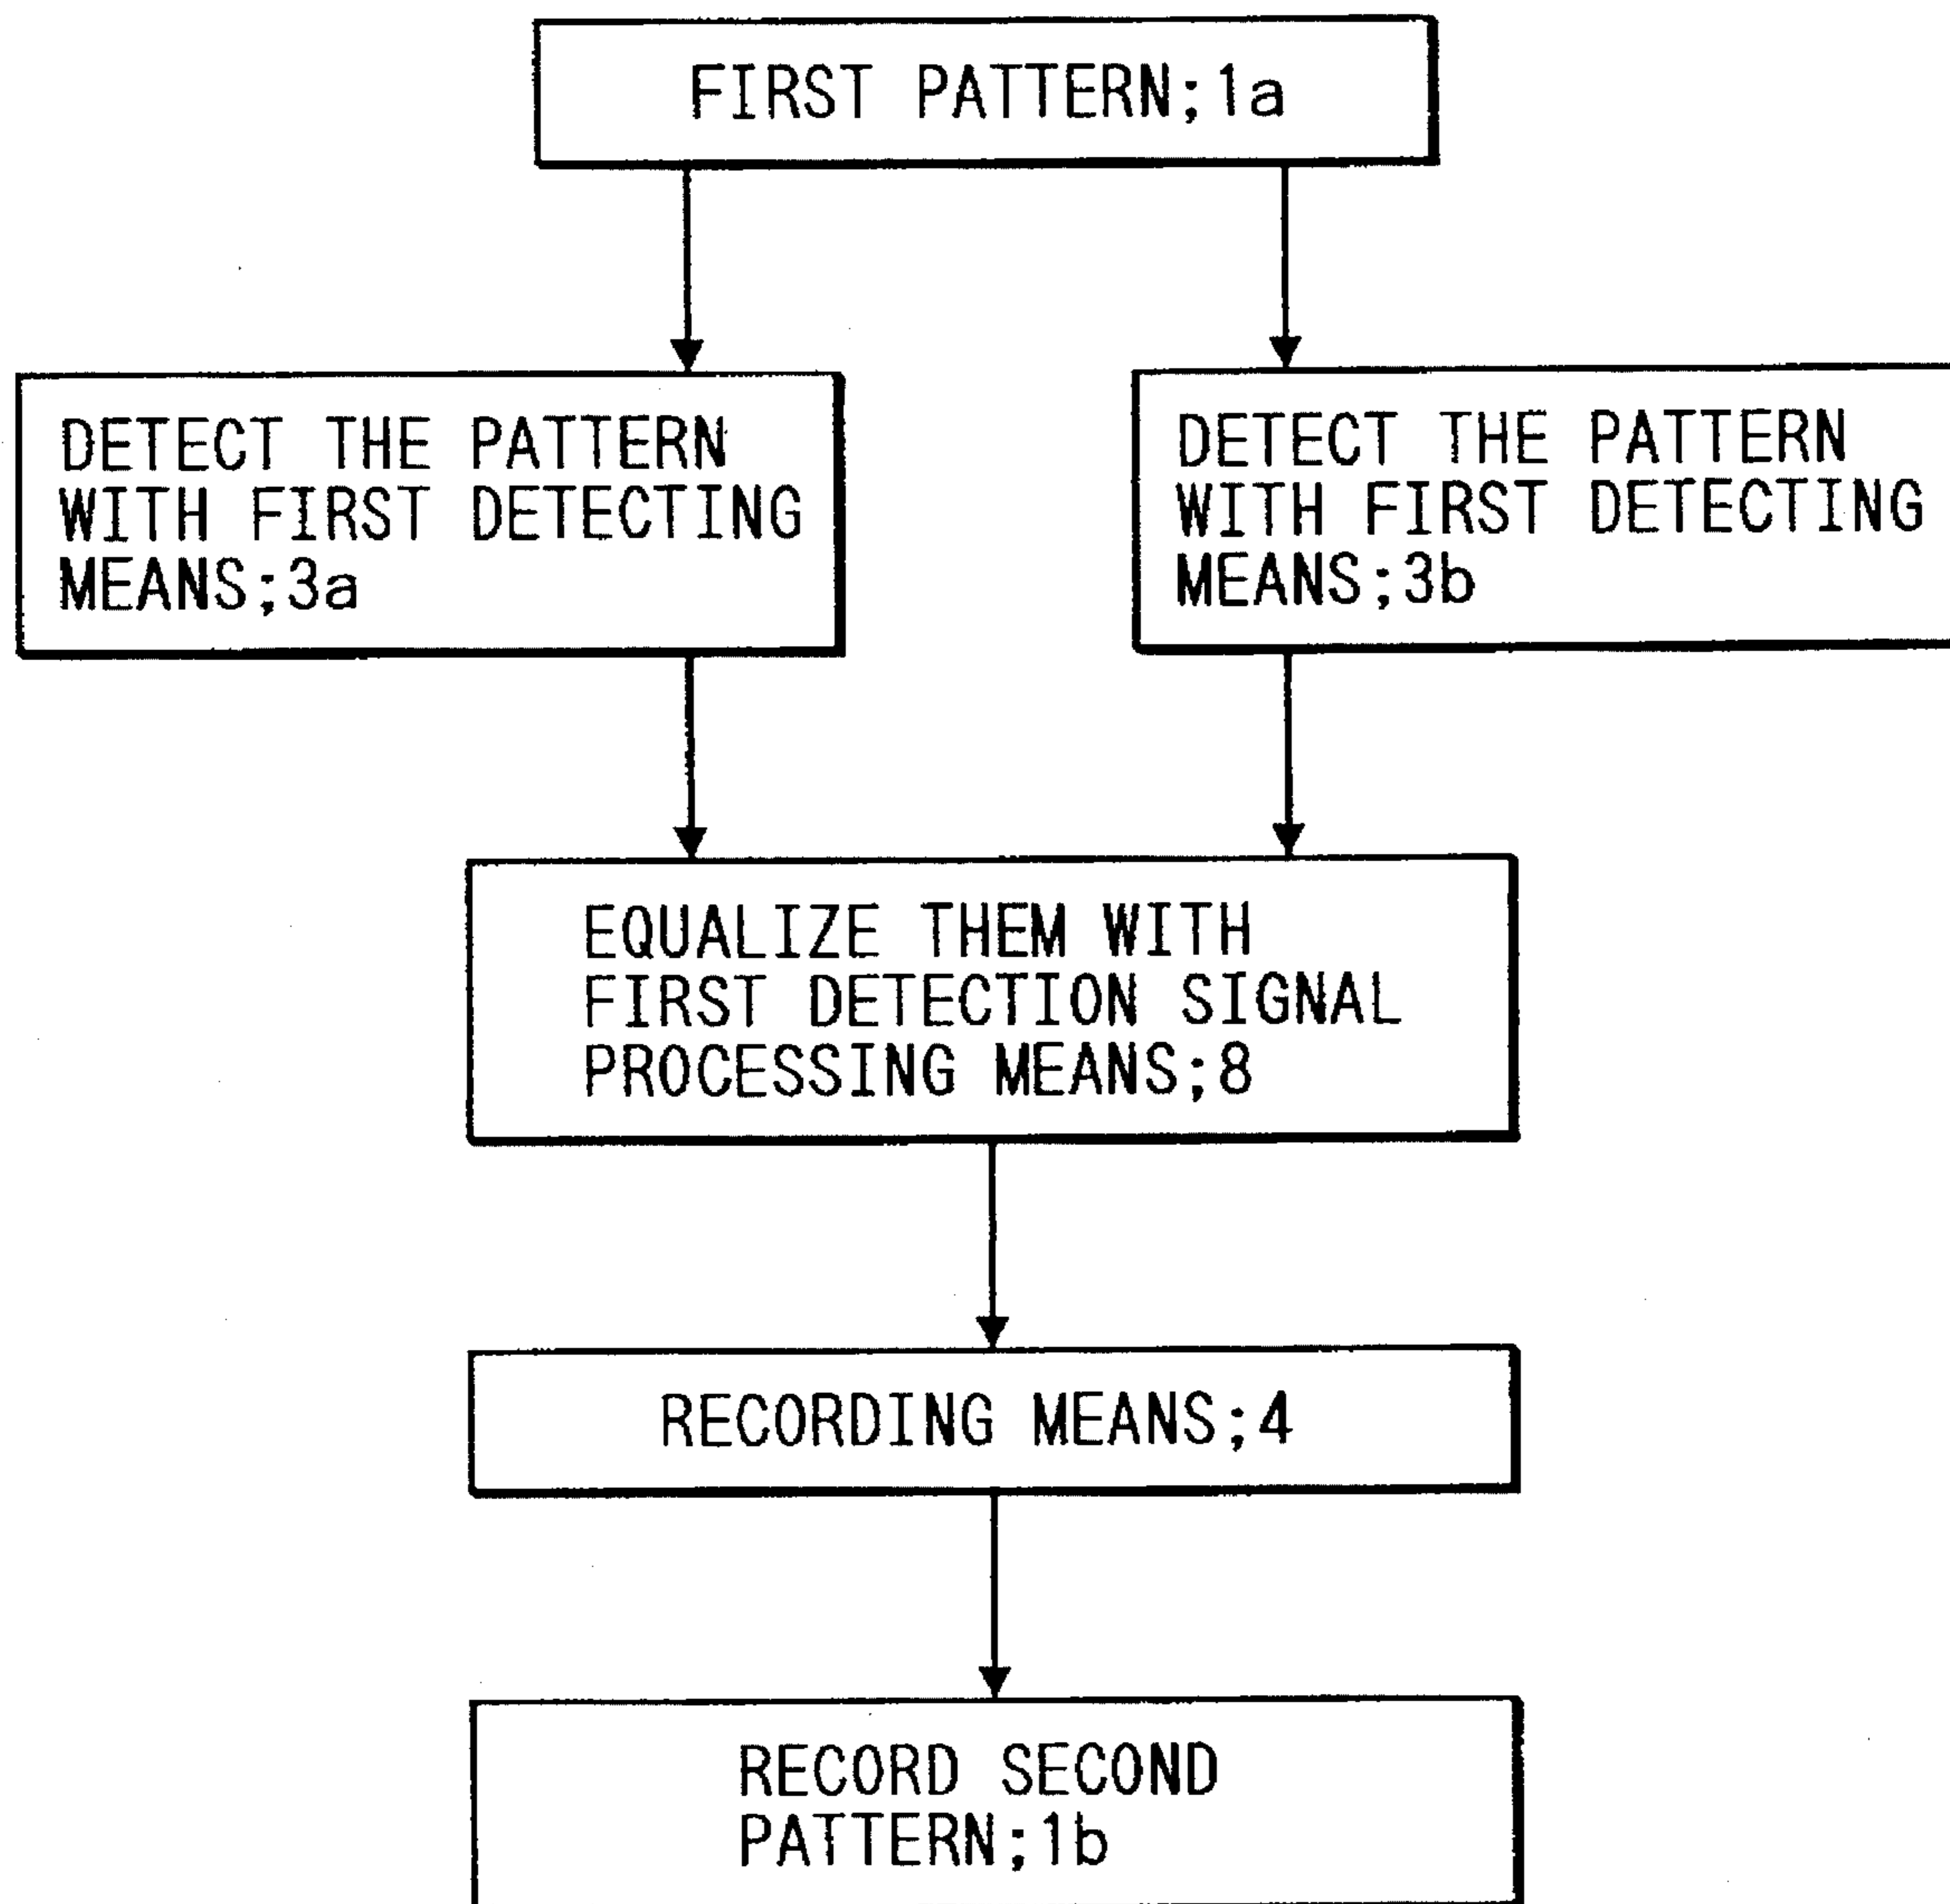 FIRST PATTERN;1a
DETECT THE PATTERN
WITH FIRST DETECTING
MEANS;3a
DETECT THE PATTERN
WITH FIRST DETECTING
MEANS;3b
EQUALIZE THEM WITH
FIRST DETECTION SIGNAL
PROCESSING MEANS;8
RECORDING MEANS;4
RECORD SECOND
PATTERN;1b